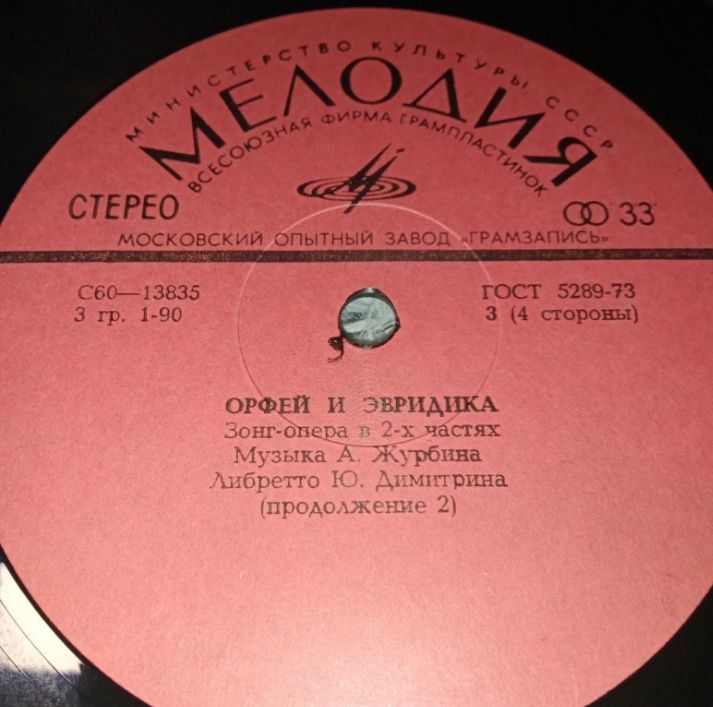 МИНИСТЕРСТВО КУЛЬТУРЫ СССР
МЕЛОДИЯ
ВСЕСОЮЗНАЯ ФИРМА ГРАМПЛАСТИНОК
СТЕРЕО
33
МОСКОВСКИЙ ОПЫТНЫЙ ЗАВОД «ГРАМЗАПИСЬ»
С60—13835
ГОСТ 5289-73
3 гр. 1-90
3 (4 стороны)
ОРФЕЙ И ЭВРИДИКА
Зонг-опера в 2-х частях
Музыка А. Журбина
Либретто Ю. Димитрина
(продолжение 2)